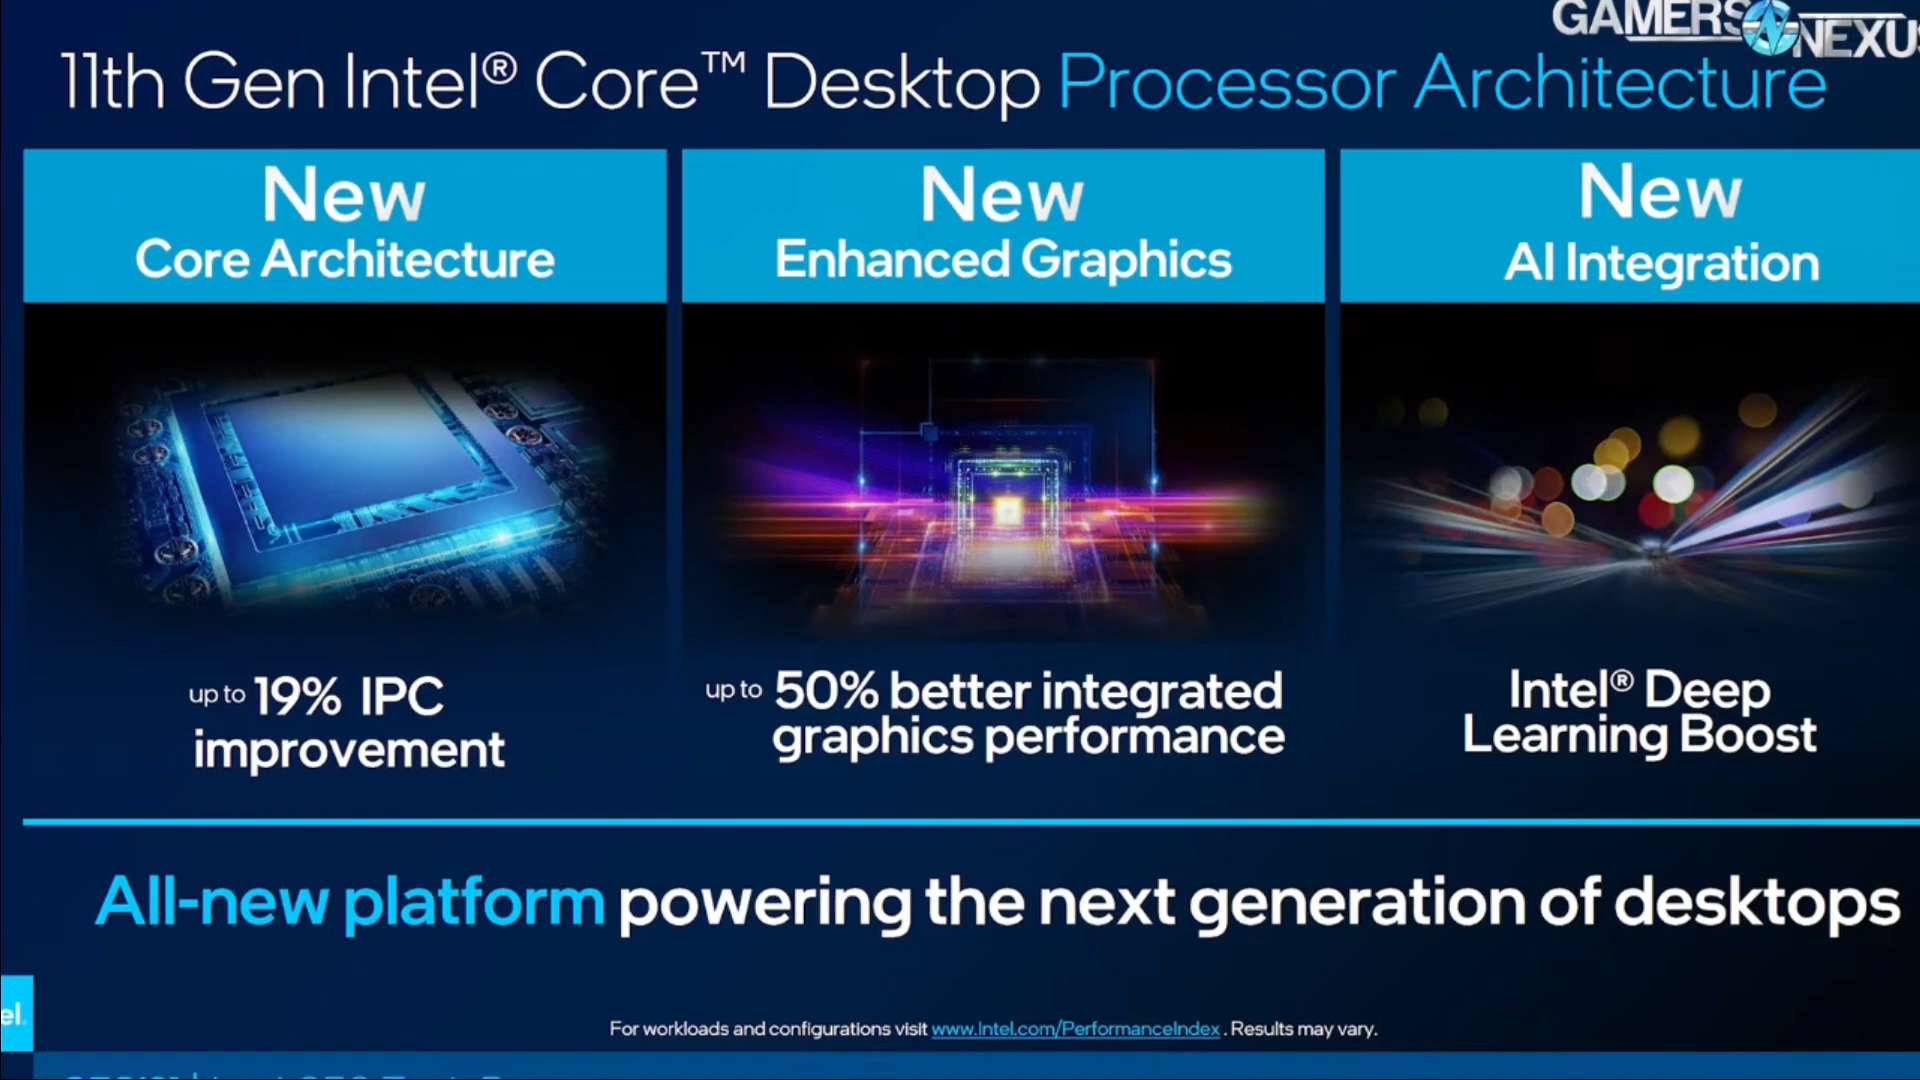 GAMERS NEXUS
11th Gen Intel® Core™ Desktop Processor Architecture
New
Core Architecture
up to 19% IPC
improvement
New
Enhanced Graphics
up to 50% better integrated
graphics performance
New
AI Integration
Intel® Deep
Learning Boost
All-new platform powering the next generation of desktops
el.
For workloads and configurations visit www.Intel.com/PerformanceIndex . Results may vary.